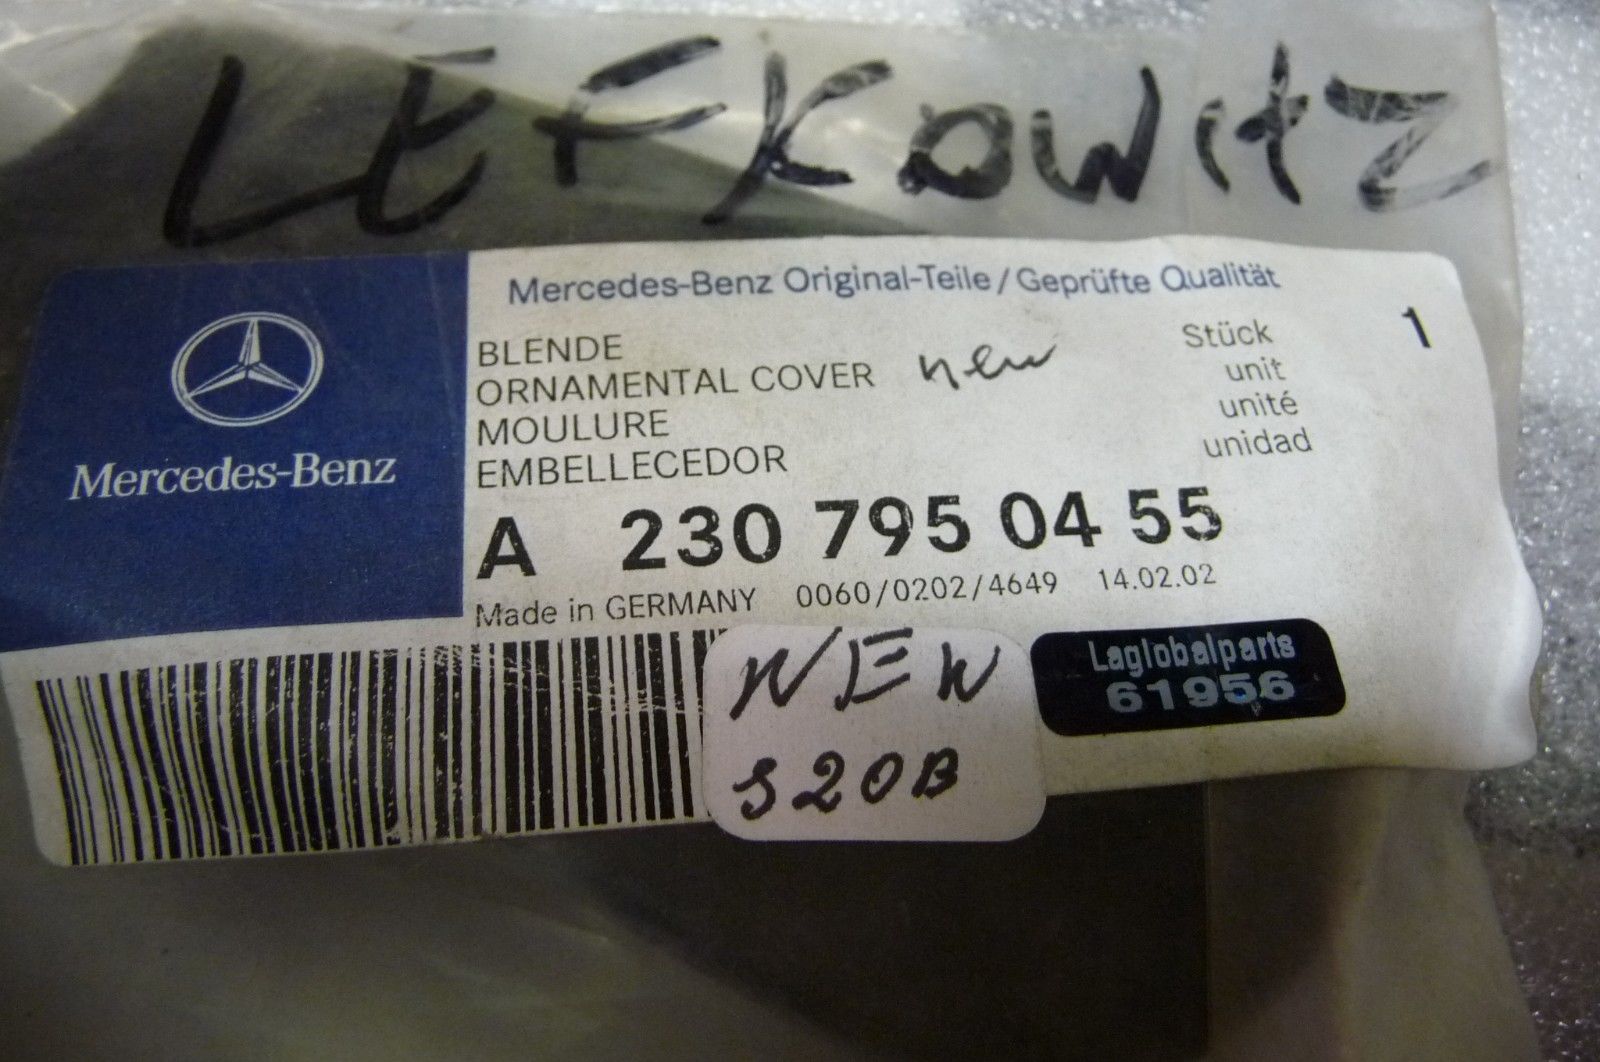 LEFKOWITZ
Mercedes-Benz Original-Teile / Geprüfte Qualität
Mercedes-Benz
BLENDE
ORNAMENTAL COVER new
MOULURE
EMBELLECEDOR
Stück 1
unit
unité
unidad
A 230 795 04 55
Made in GERMANY 0060/0202/4649 14.02.02
NEW
S20B
Laglobalparts
61956